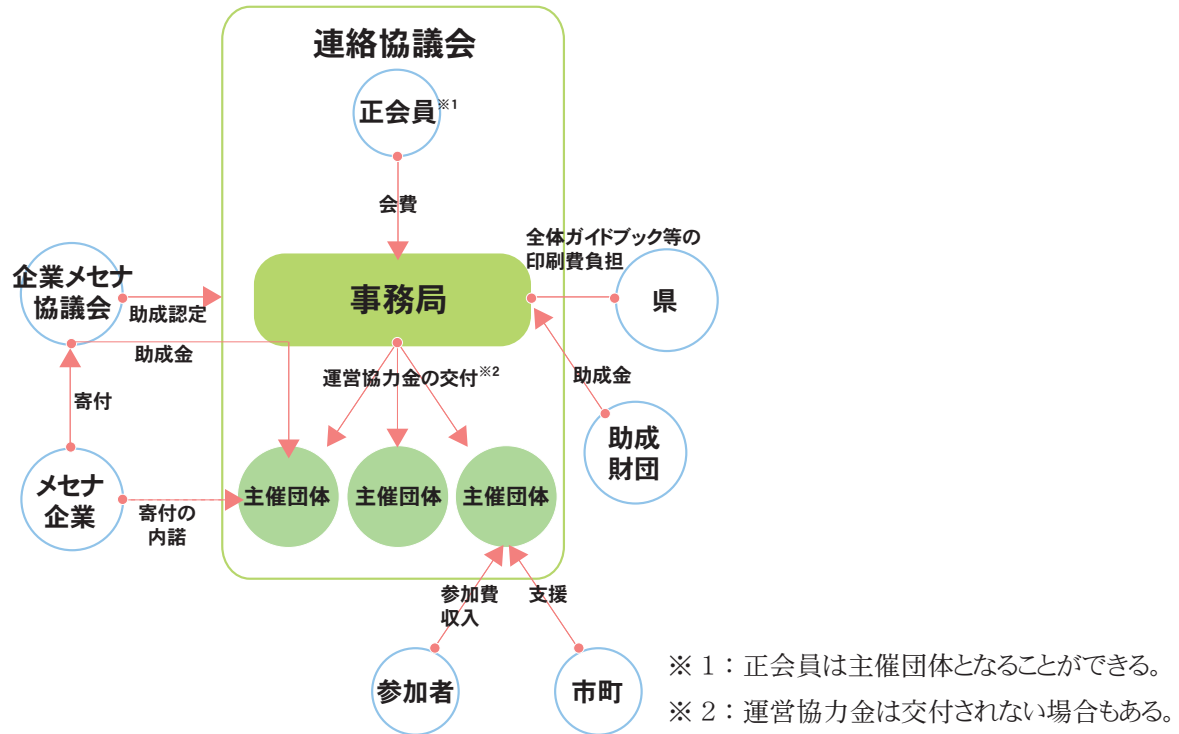 連絡協議会
正会員※1
会費
全体ガイドブック等の
印刷費負担
企業メセナ
協議会
助成認定
事務局
県
助成金
運営協力金の交付※2
助成金
寄付
助成
財団
メセナ
企業
寄付の
内諾
主催団体
主催団体
主催団体
参加費
収入
支援
参加者
市町
※1：正会員は主催団体となることができる。
※2：運営協力金は交付されない場合もある。